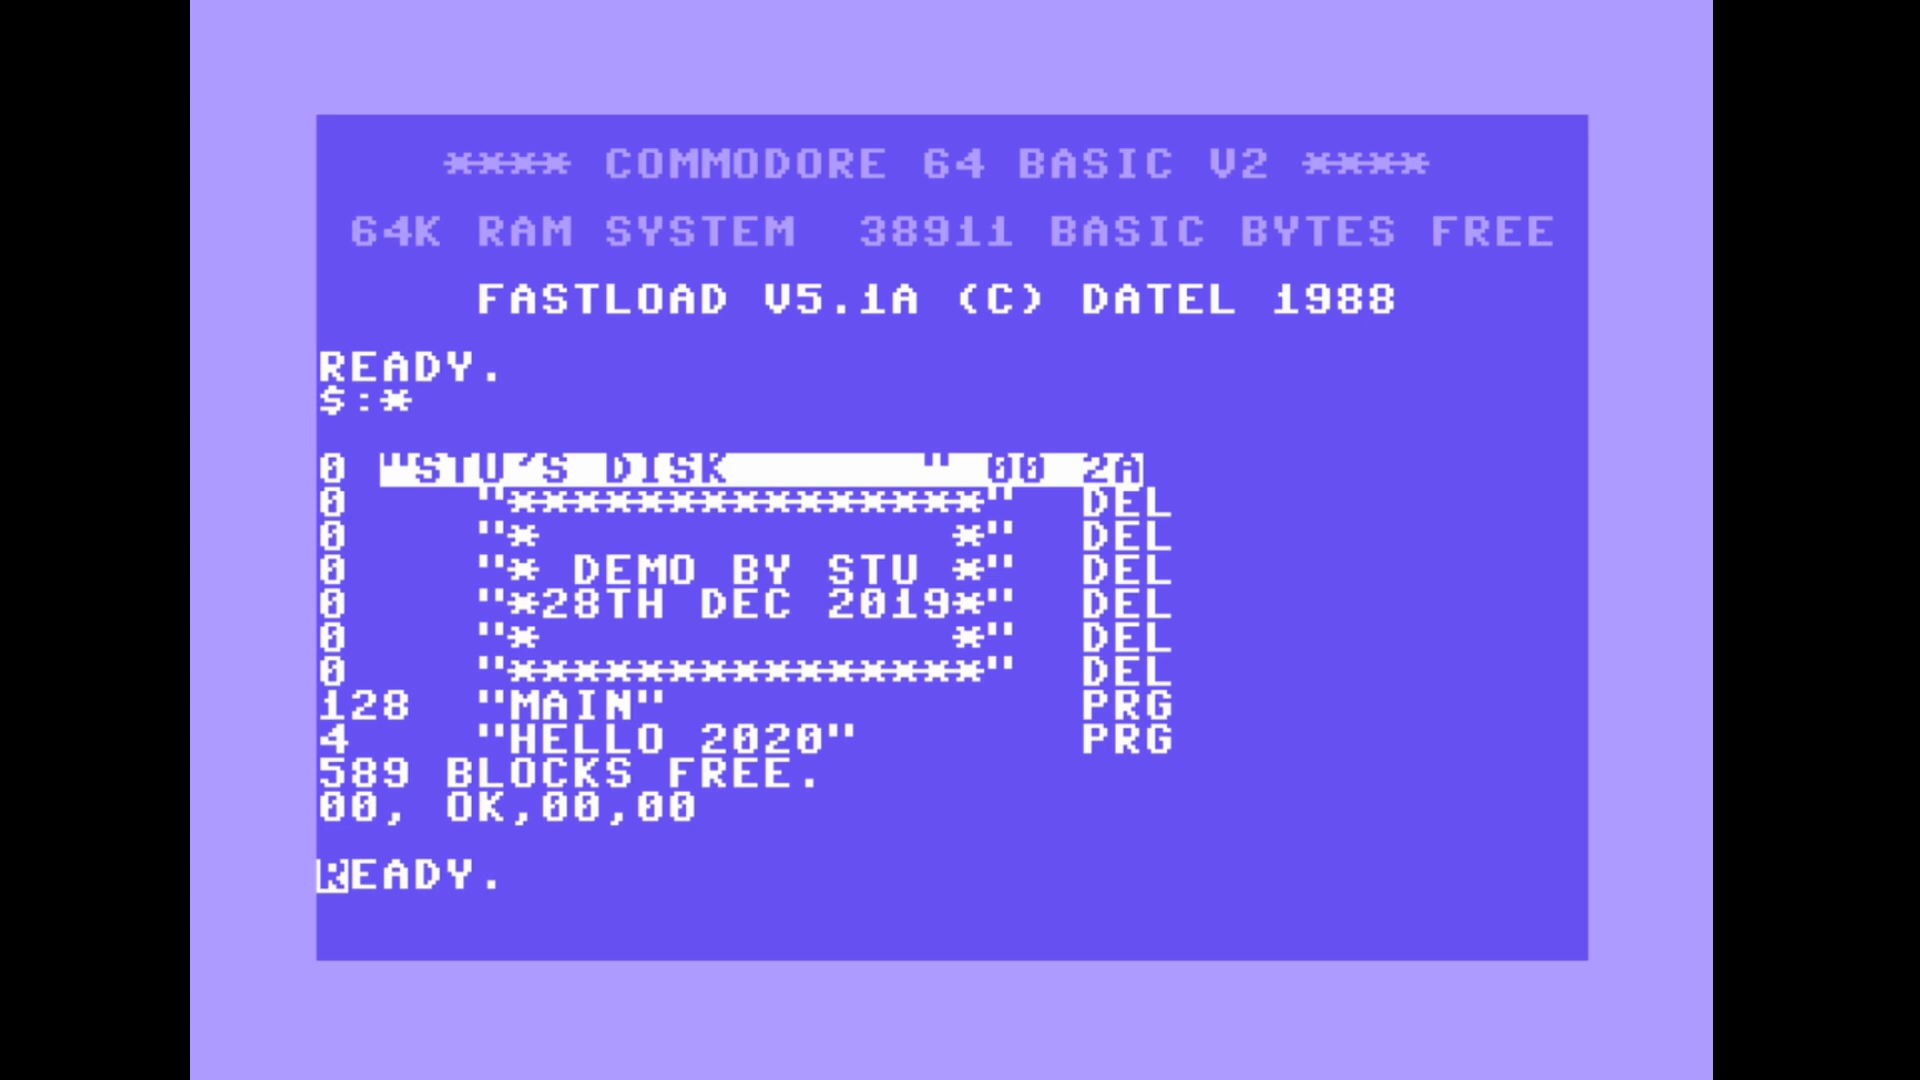 **** COMMODORE 64 BASIC V2 ****
64K RAM SYSTEM  38911 BASIC BYTES FREE
FASTLOAD V5.1A (C) DATEL 1988
READY.
$:*
0 "STU'S DISK      " 00 2A
0    "***************"  DEL
0    "*             *"  DEL
0    "* DEMO BY STU *"  DEL
0    "*28TH DEC 2019*"  DEL
0    "*             *"  DEL
0    "***************"  DEL
128  "MAIN"             PRG
4    "HELLO 2020"       PRG
589 BLOCKS FREE.
00, OK,00,00
READY.